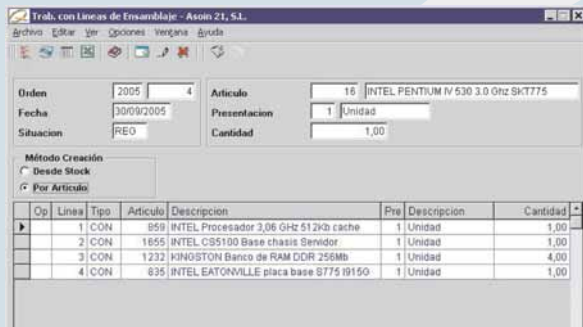 Trab. con Lineas de Ensamblaje - Asoin 21, S.L.
Archivo Editar Ver Opciones Ventana Ayuda
Orden 2005 4 Articulo 16 INTEL PENTIUM IV 530 3.0 Ghz SKT775
Fecha 30/09/2005 Presentacion 1 Unidad
Situacion REG Cantidad 1,00
Método Creación
Desde Stock
Por Articulo
Op Linea Tipo Articulo Descripcion Pre Descripcion Cantidad
1 CON 859 INTEL Procesador 3,06 GHz 512Kb cache 1 Unidad 1,00
2 CON 1655 INTEL CS5100 Base chasis Servidor 1 Unidad 1,00
3 CON 1232 KINGSTON Banco de RAM DDR 256Mb 1 Unidad 4,00
4 CON 835 INTEL EATONVILLE placa base S775 I915G 1 Unidad 1,00